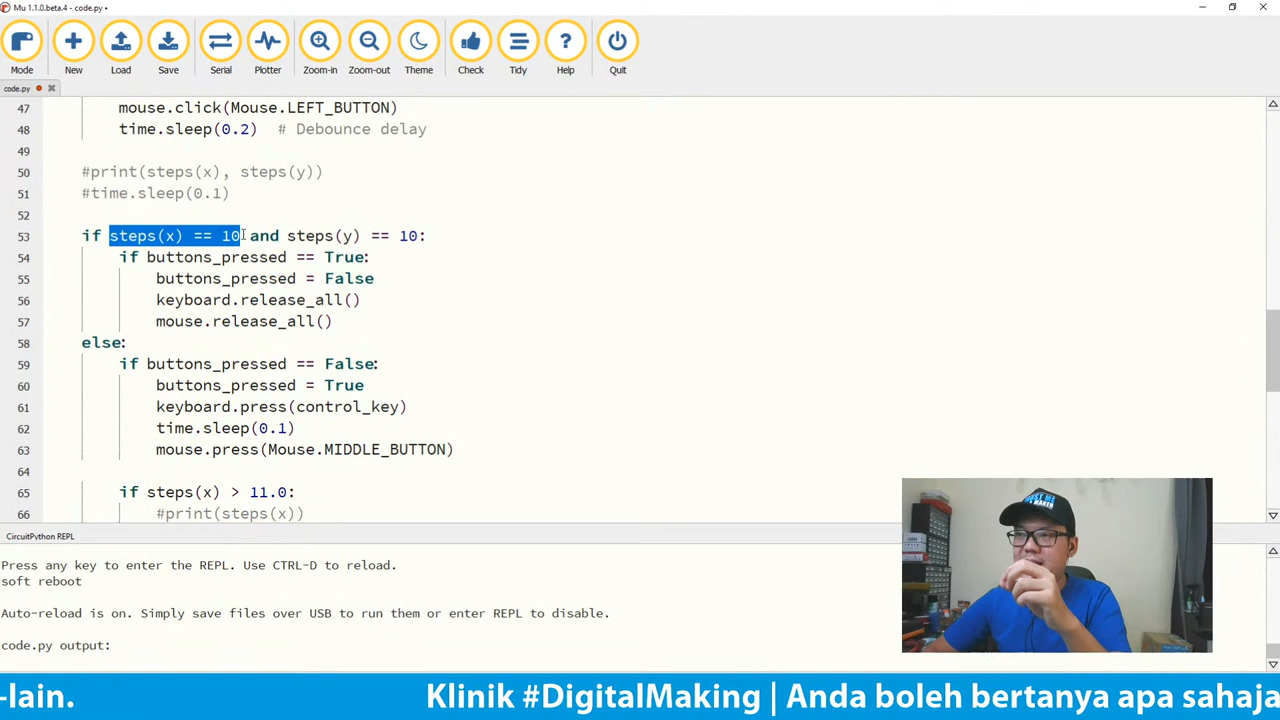 Mu 1.1.0.beta.4 - code.py •
Mode New Load Save Serial Plotter Zoom-in Zoom-out Theme Check Tidy Help Quit
code.py
47 mouse.click(Mouse.LEFT_BUTTON)
48 time.sleep(0.2)  # Debounce delay
49
50 #print(steps(x), steps(y))
51 #time.sleep(0.1)
52
53 if steps(x) == 10 and steps(y) == 10:
54 if buttons_pressed == True:
55 buttons_pressed = False
56 keyboard.release_all()
57 mouse.release_all()
58 else:
59 if buttons_pressed == False:
60 buttons_pressed = True
61 keyboard.press(control_key)
62 time.sleep(0.1)
63 mouse.press(Mouse.MIDDLE_BUTTON)
64
65 if steps(x) > 11.0:
66 #print(steps(x))
CircuitPython REPL
Press any key to enter the REPL. Use CTRL-D to reload.
soft reboot
Auto-reload is on. Simply save files over USB to run them or enter REPL to disable.
code.py output:
-lain. Klinik #DigitalMaking | Anda boleh bertanya apa sahaja